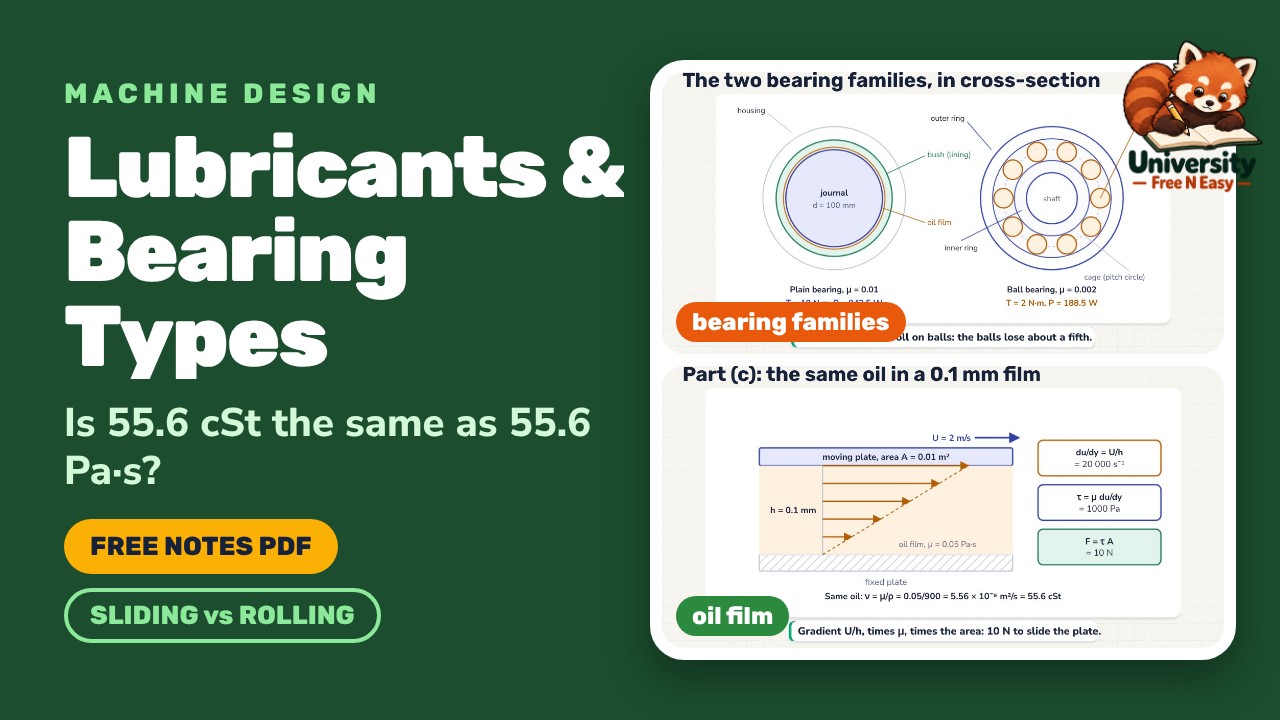 MACHINE DESIGN
Lubricants &
Bearing
Types
Is 55.6 cSt the same as 55.6
Pa·s?
FREE NOTES PDF
SLIDING vs ROLLING
The two bearing families, in cross-section
housing
outer ring
bush (lining)
journal
d = 100 mm
shaft
oil film
inner ring
cage (pitch circle)
Plain bearing, μ = 0.01
Ball bearing, μ = 0.002
T = 2 N·m, P = 188.5 W
bearing families
on balls: the balls lose about a fifth.
University
Free N Easy
Part (c): the same oil in a 0.1 mm film
U = 2 m/s
moving plate, area A = 0.01 m²
h = 0.1 mm
oil film, μ = 0.05 Pa·s
fixed plate
du/dy = U/h
= 20 000 s⁻¹
τ = μ du/dy
= 1000 Pa
F = τ A
= 10 N
Same oil: ν = μ/ρ = 0.05/900 = 5.56 × 10⁻⁵ m²/s = 55.6 cSt
oil film
Gradient U/h, times μ, times the area: 10 N to slide the plate.